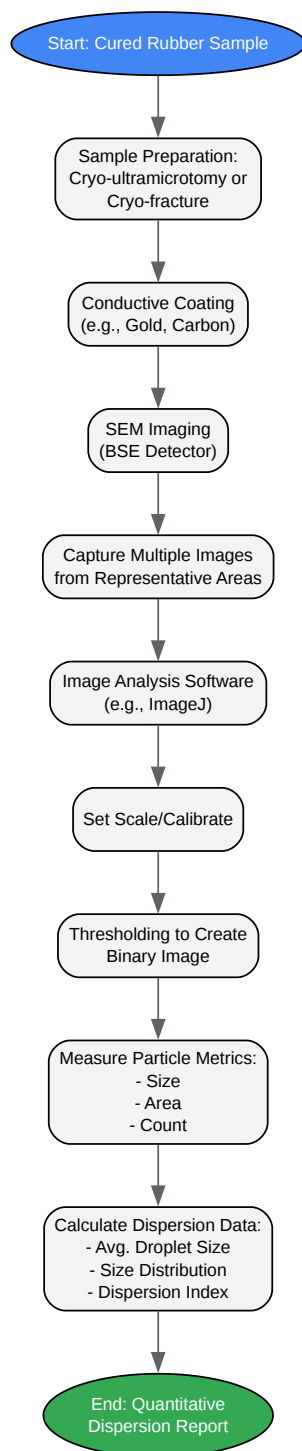 Start: Cured Rubber Sample
Sample Preparation:
Cryo-ultramicrotomy or
Cryo-fracture
Conductive Coating
(e.g., Gold, Carbon)
SEM Imaging
(BSE Detector)
Capture Multiple Images
from Representative Areas
Image Analysis Software
(e.g., ImageJ)
Set Scale/Calibrate
Thresholding to Create
Binary Image
Measure Particle Metrics:
- Size
- Area
- Count
Calculate Dispersion Data:
- Avg. Droplet Size
- Size Distribution
- Dispersion Index
End: Quantitative
Dispersion Report